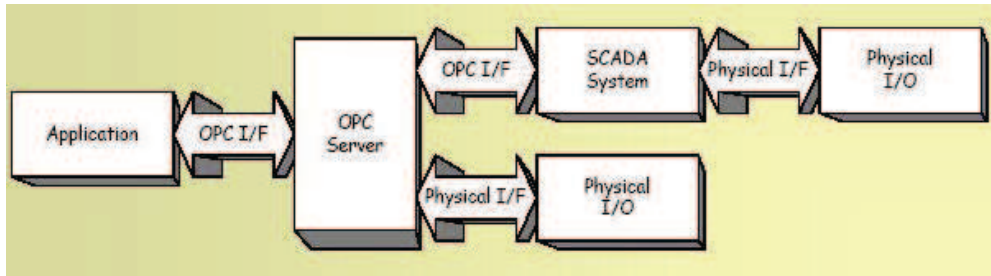 Application
OPC I/F
OPC
Server
OPC I/F
SCADA
System
Physical I/F
Physical
I/O
Physical I/F
Physical
I/O